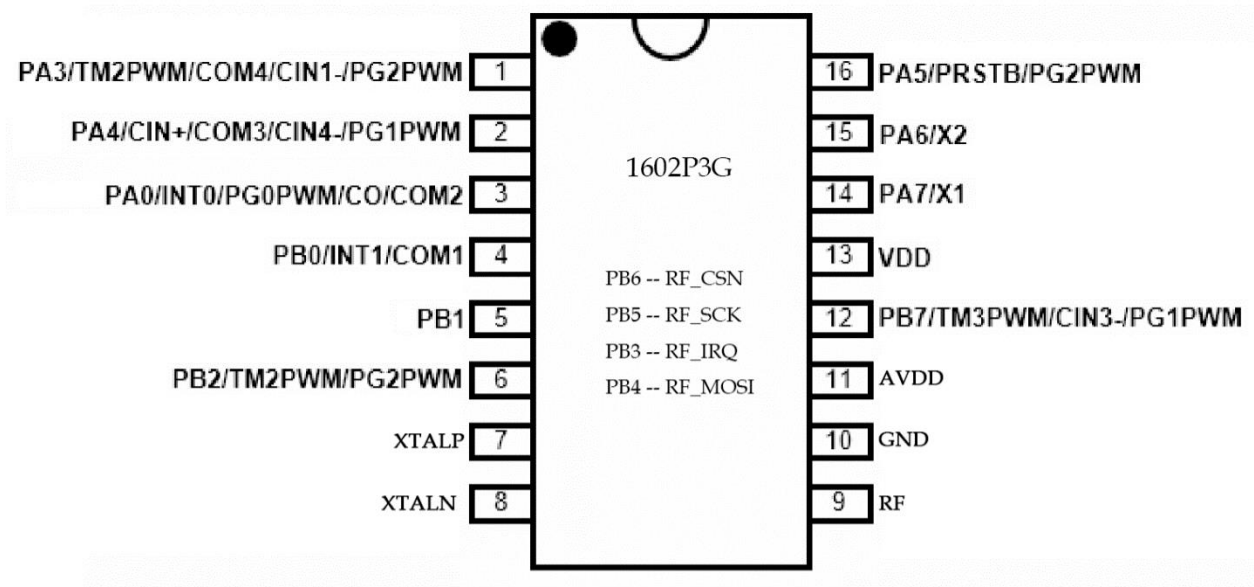 PA3/TM2PWM/COM4/CIN1-/PG2PWM 1
PA4/CIN+/COM3/CIN4-/PG1PWM 2
PA0/INT0/PG0PWM/CO/COM2 3
PB0/INT1/COM1 4
PB1 5
PB2/TM2PWM/PG2PWM 6
XTALP 7
XTALN 8
1602P3G
PB6 -- RF_CSN
PB5 -- RF_SCK
PB3 -- RF_IRQ
PB4 -- RF_MOSI
16 PA5/PRSTB/PG2PWM
15 PA6/X2
14 PA7/X1
13 VDD
12 PB7/TM3PWM/CIN3-/PG1PWM
11 AVDD
10 GND
9 RF